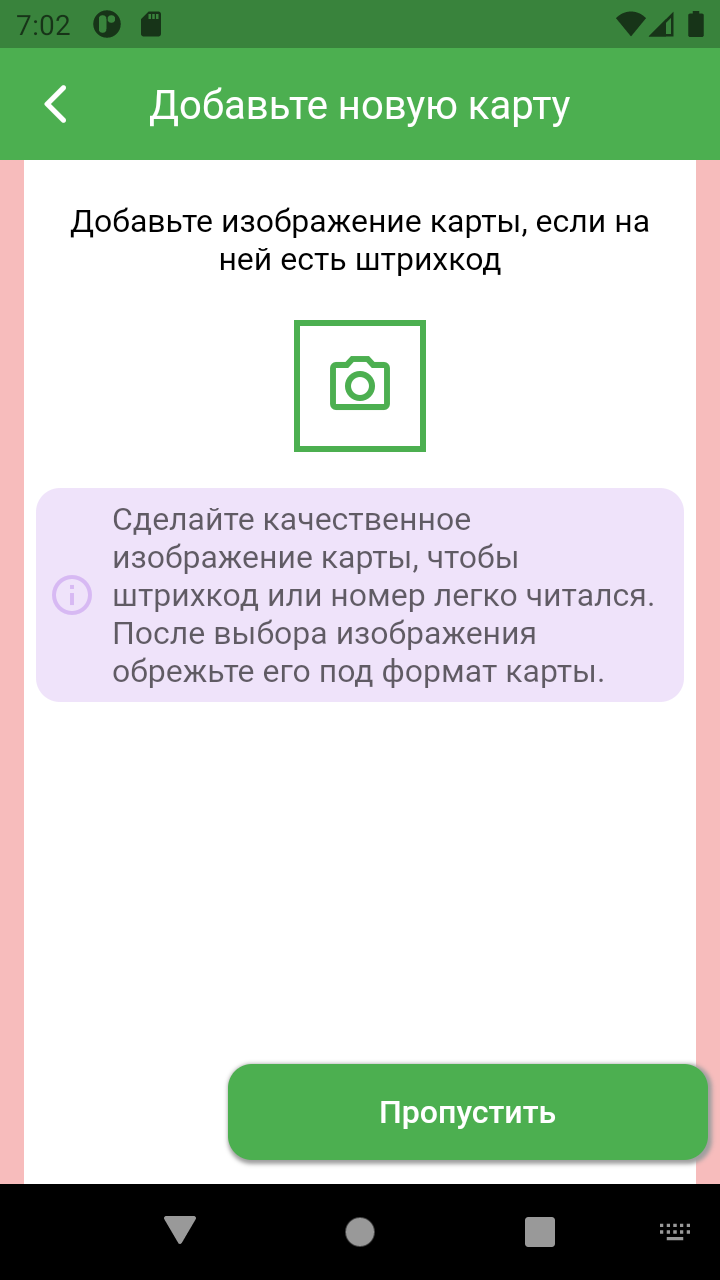 7:02
Добавьте новую карту
Добавьте изображение карты, если на
ней есть штрихкод
Сделайте качественное
изображение карты, чтобы
штрихкод или номер легко читался.
После выбора изображения
обрежьте его под формат карты.
Пропустить